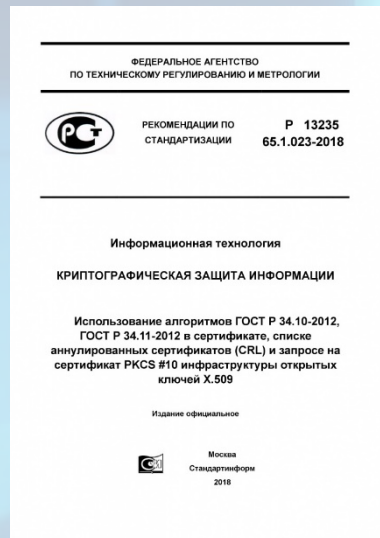 ФЕДЕРАЛЬНОЕ АГЕНТСТВО
ПО ТЕХНИЧЕСКОМУ РЕГУЛИРОВАНИЮ И МЕТРОЛОГИИ
РСТ
РЕКОМЕНДАЦИИ ПО
СТАНДАРТИЗАЦИИ
Р 13235
65.1.023-2018
Информационная технология
КРИПТОГРАФИЧЕСКАЯ ЗАЩИТА ИНФОРМАЦИИ
Использование алгоритмов ГОСТ Р 34.10-2012,
ГОСТ Р 34.11-2012 в сертификате, списке
аннулированных сертификатов (CRL) и запросе на
сертификат PKCS #10 инфраструктуры открытых
ключей X.509
Издание официальное
Москва
Стандартинформ
2018